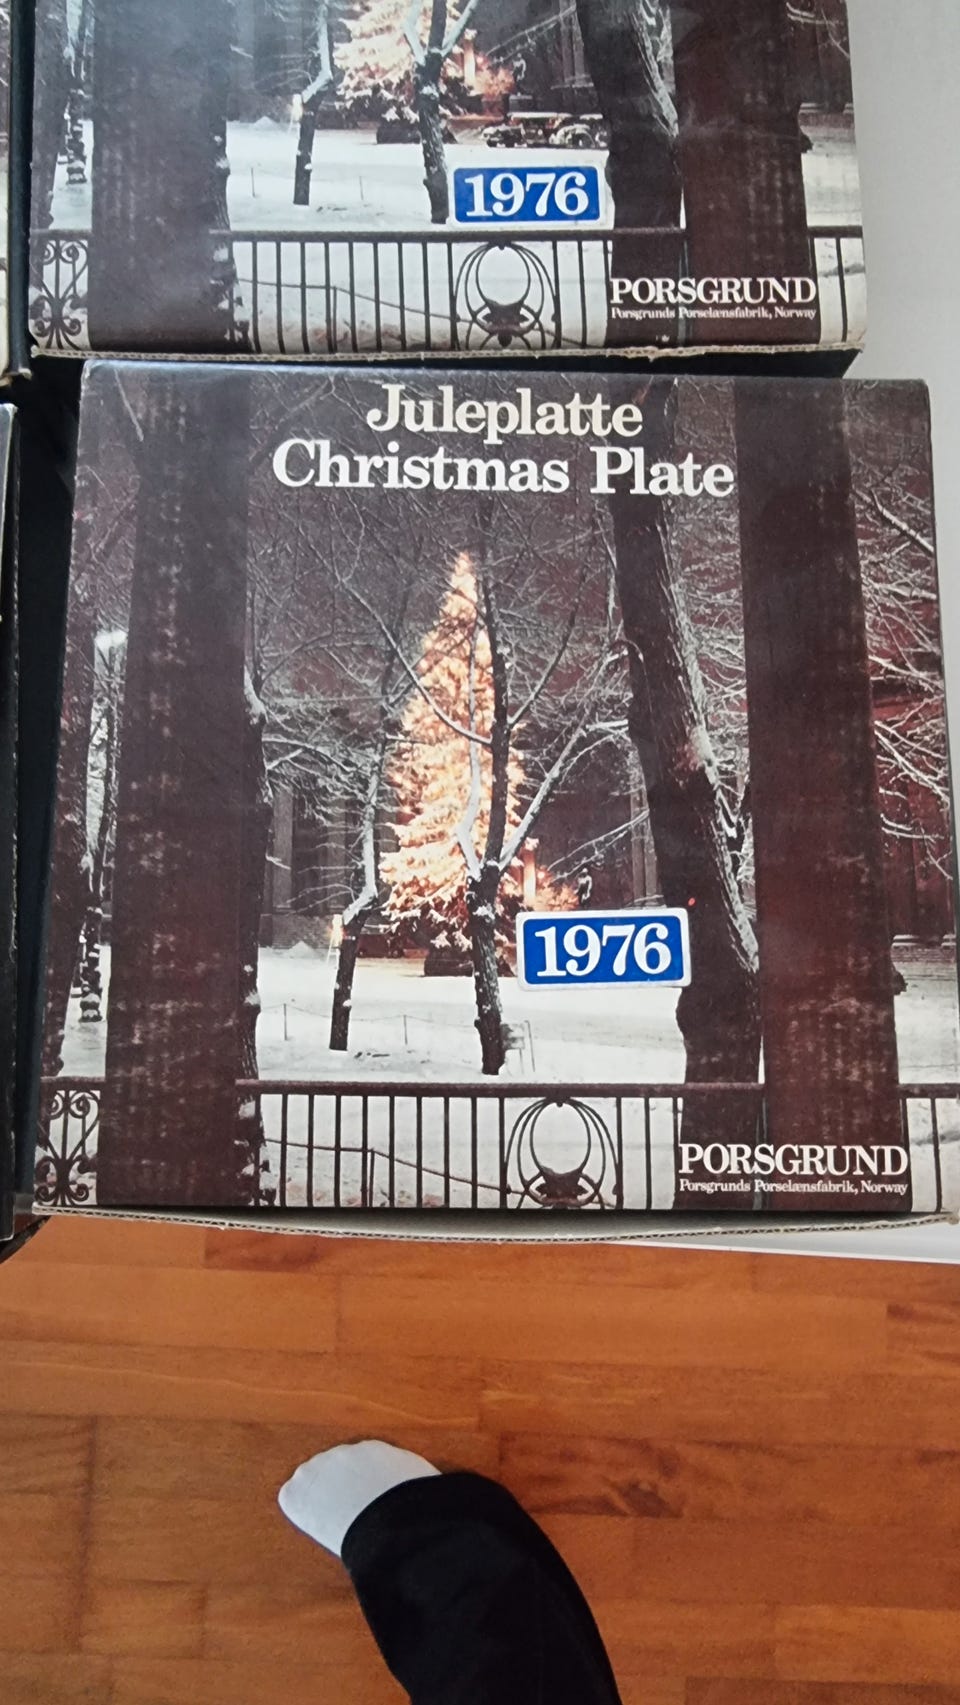 1976
PORSGRUND
Porsgrunds Porselænsfabrik, Norway
Juleplatte
Christmas Plate
1976
PORSGRUND
Porsgrunds Porselænsfabrik, Norway